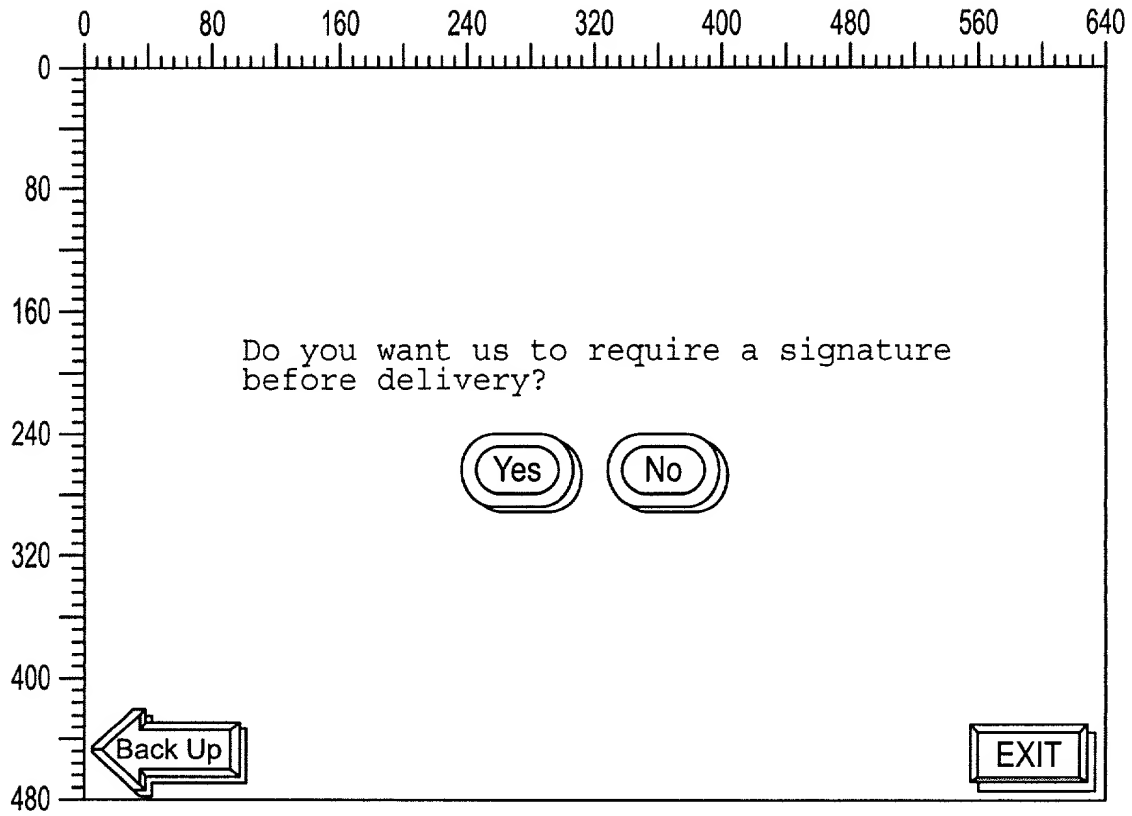 0 80 160 240 320 400 480 560 640
0
80
160
Do you want us to require a signature
before delivery?
240
Yes No
320
400
Back Up EXIT
480